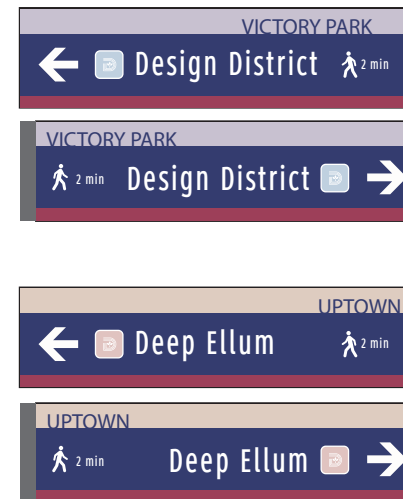 VICTORY PARK
Design District 2 min
VICTORY PARK
2 min Design District
UPTOWN
Deep Ellum 2 min
UPTOWN
2 min Deep Ellum